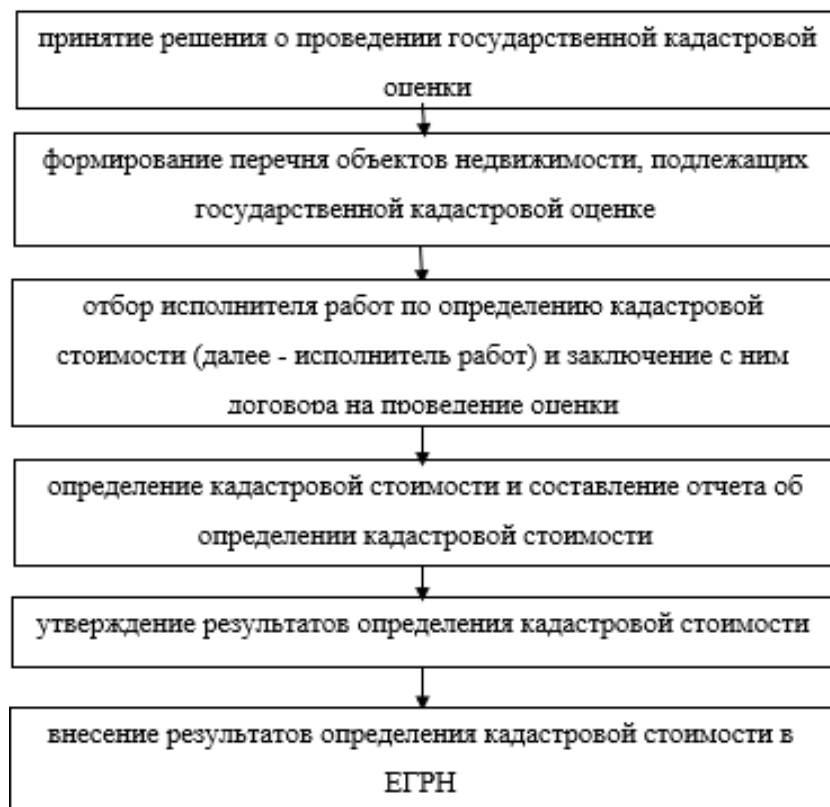 принятие решения о проведении государственной кадастровой
оценки
формирование перечня объектов недвижимости, подлежащих
государственной кадастровой оценке
отбор исполнителя работ по определению кадастровой
стоимости (далее - исполнитель работ) и заключение с ним
договора на проведение оценки
определение кадастровой стоимости и составление отчета об
определении кадастровой стоимости
утверждение результатов определения кадастровой стоимости
внесение результатов определения кадастровой стоимости в
ЕГРН